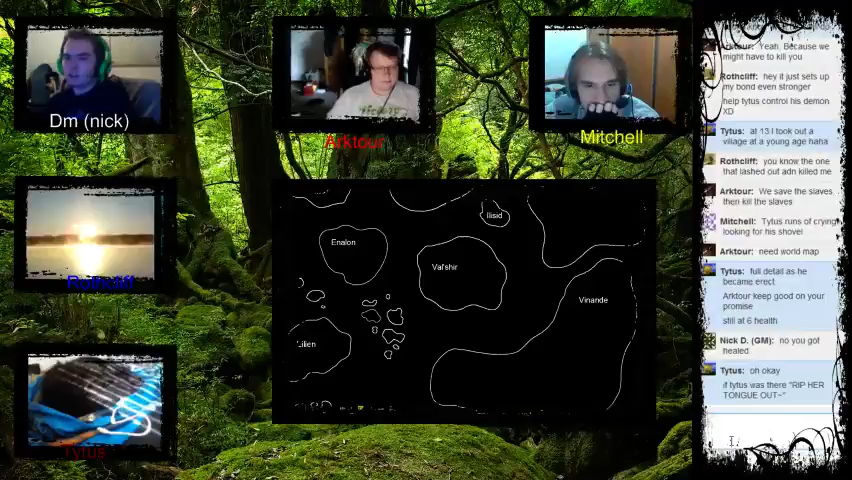 Dm (nick)
Arktour
Mitchell
Rothcliff
Tytus
Ilisid
Enalon
Val'shir
Vinande
Lilien
Arktour: Yeah. Because we
might have to kill you
Rothcliff: hey it just sets up
my bond even stronger
help tytus control his demon
XD
Tytus: at 13 I took out a
village at a young age haha
Rothcliff: you know the one
that lashed out adn killed me
Arktour: We save the slaves
then kill the slaves
Mitchell: Tytus runs of crying
looking for his shovel
Arktour: need world map
Tytus: full detail as he
became erect
Arktour keep good on your
promise
still at 6 health
Nick D. (GM): no you got
healed
Tytus: oh okay
if tytus was there "RIP HER
TONGUE OUT~"